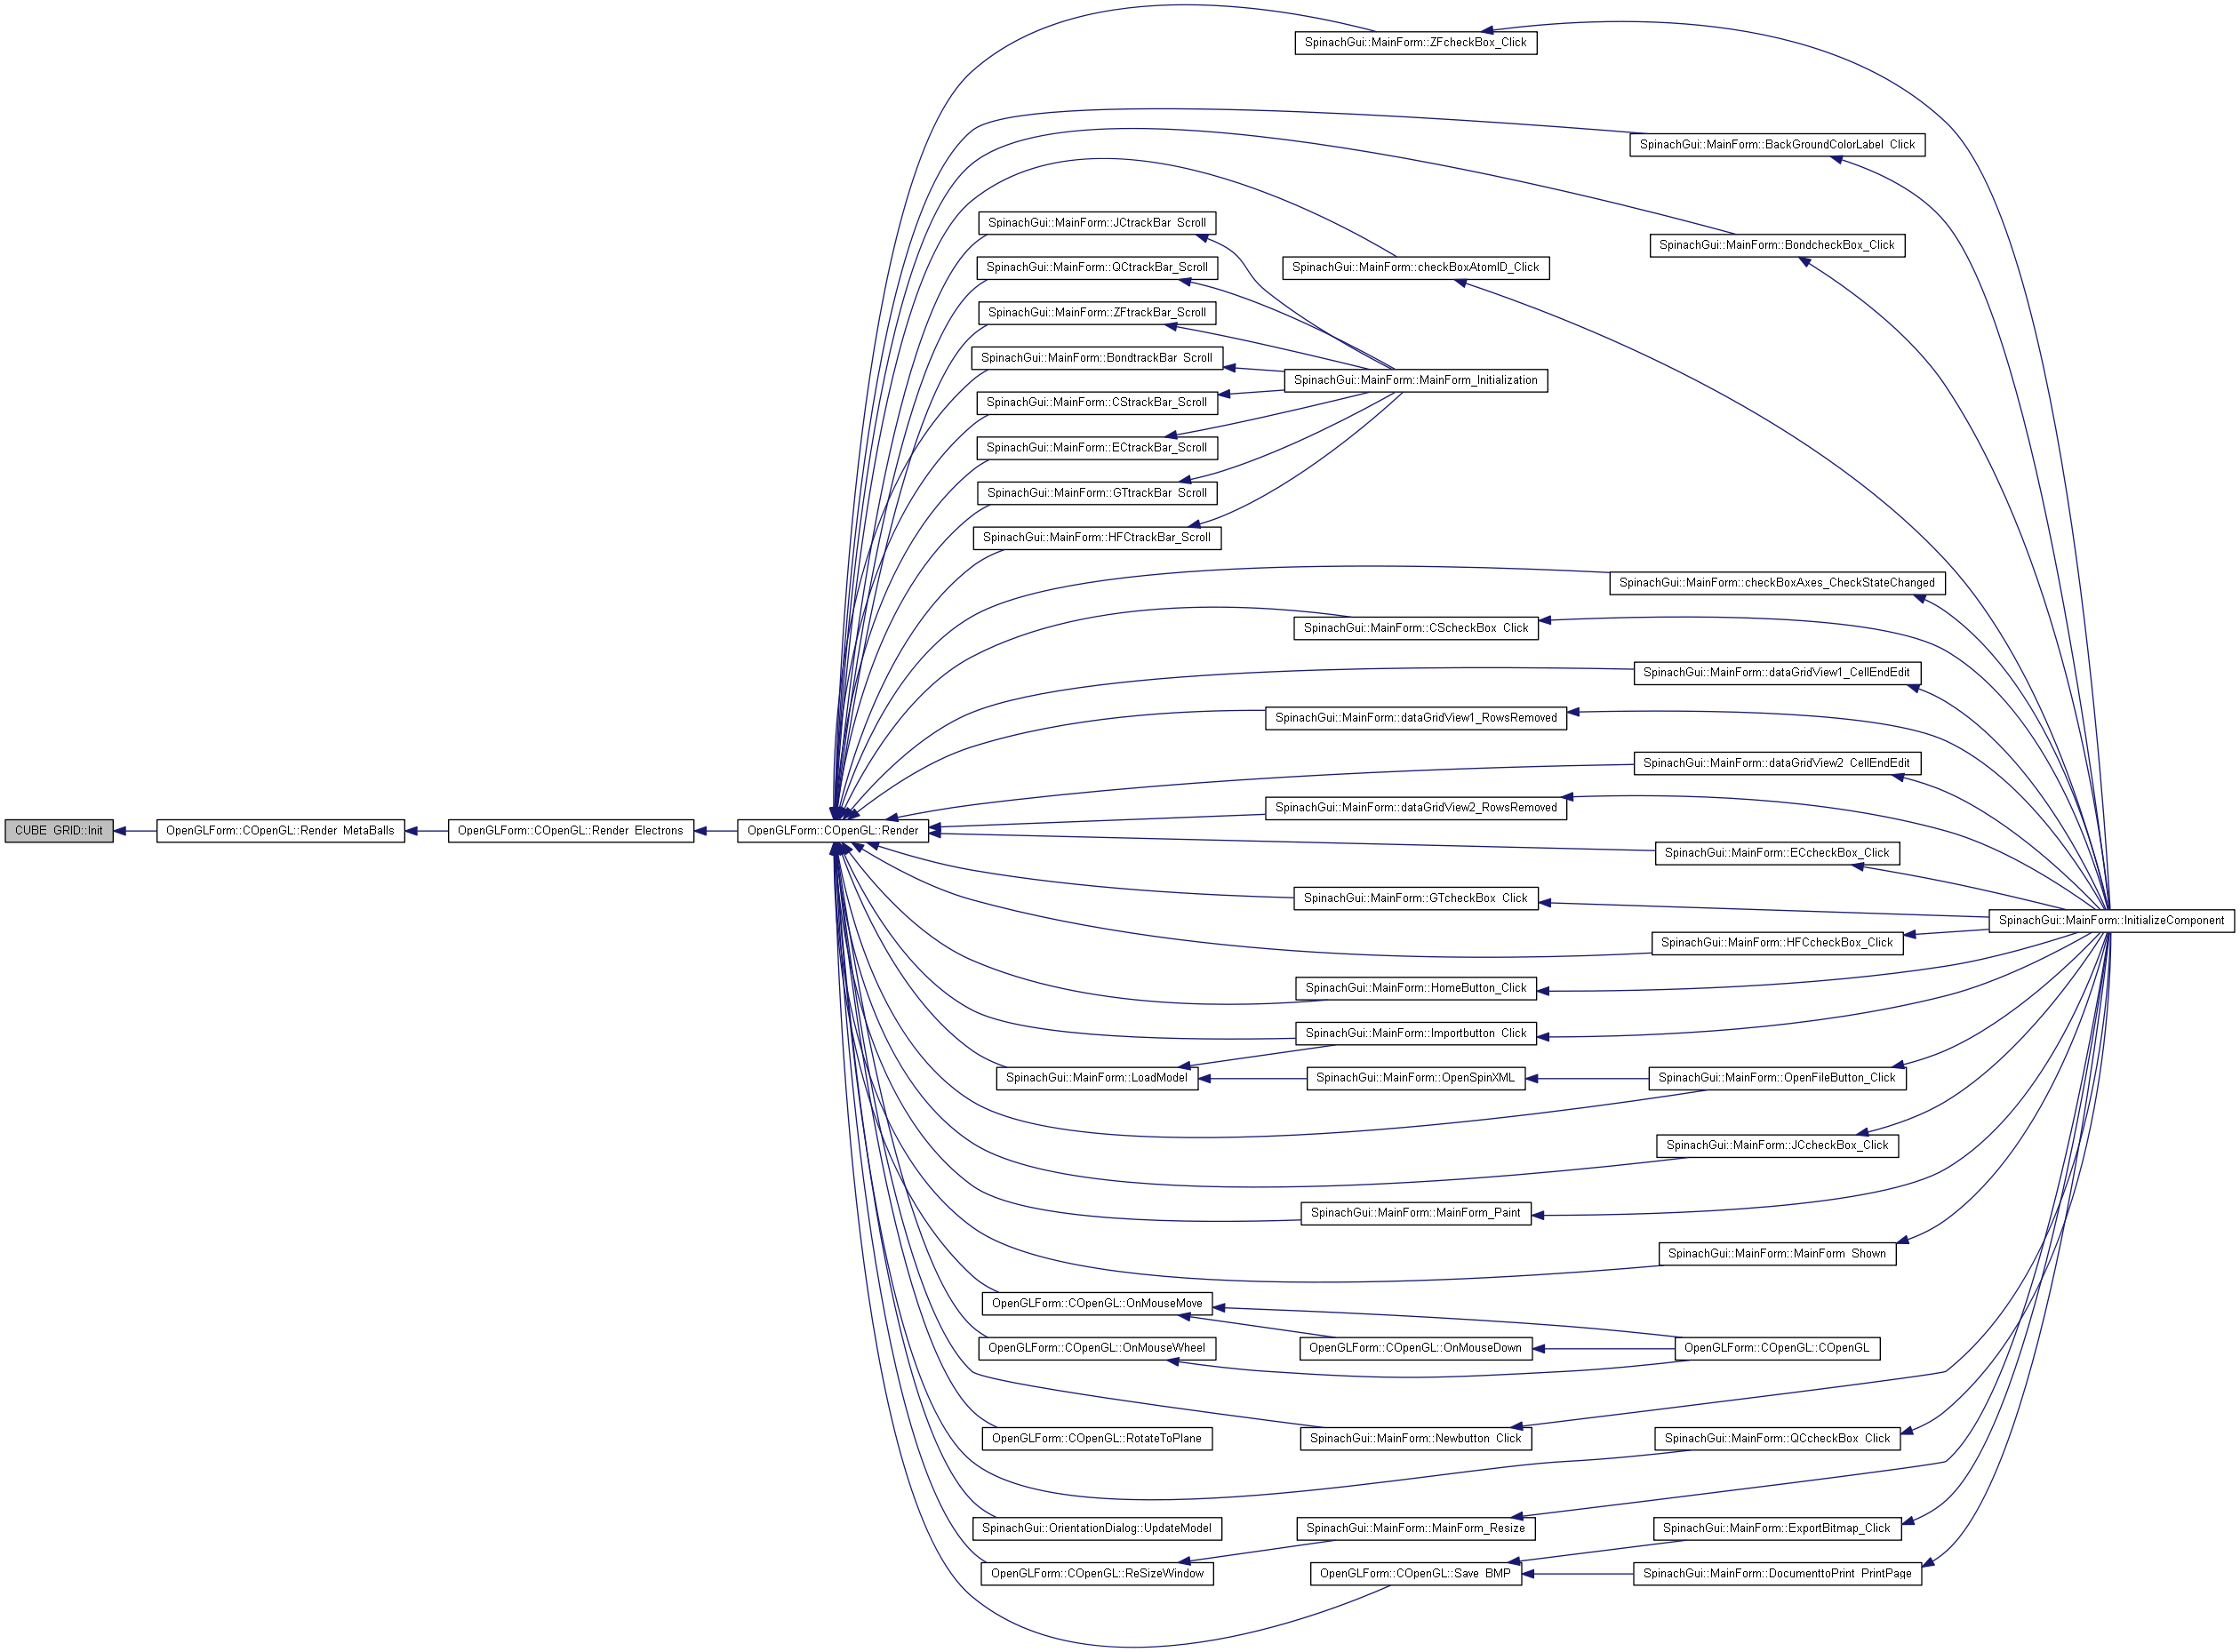 SpinachGui::MainForm::ZFcheckBox_Click
SpinachGui::MainForm::BackGroundColorLabel_Click
SpinachGui::MainForm::JCtrackBar_Scroll
SpinachGui::MainForm::BondcheckBox_Click
SpinachGui::MainForm::QCtrackBar_Scroll
SpinachGui::MainForm::checkBoxAtomID_Click
SpinachGui::MainForm::ZFtrackBar_Scroll
SpinachGui::MainForm::BondtrackBar_Scroll
SpinachGui::MainForm::MainForm_Initialization
SpinachGui::MainForm::CStrackBar_Scroll
SpinachGui::MainForm::ECtrackBar_Scroll
SpinachGui::MainForm::GTtrackBar_Scroll
SpinachGui::MainForm::HFCtrackBar_Scroll
SpinachGui::MainForm::checkBoxAxes_CheckStateChanged
SpinachGui::MainForm::CScheckBox_Click
SpinachGui::MainForm::dataGridView1_CellEndEdit
SpinachGui::MainForm::dataGridView1_RowsRemoved
SpinachGui::MainForm::dataGridView2_CellEndEdit
SpinachGui::MainForm::dataGridView2_RowsRemoved
CUBE_GRID::Init
OpenGLForm::COpenGL::Render_MetaBalls
OpenGLForm::COpenGL::Render_Electrons
OpenGLForm::COpenGL::Render
SpinachGui::MainForm::ECcheckBox_Click
SpinachGui::MainForm::GTcheckBox_Click
SpinachGui::MainForm::InitializeComponent
SpinachGui::MainForm::HFCcheckBox_Click
SpinachGui::MainForm::HomeButton_Click
SpinachGui::MainForm::Importbutton_Click
SpinachGui::MainForm::LoadModel
SpinachGui::MainForm::OpenSpinXML
SpinachGui::MainForm::OpenFileButton_Click
SpinachGui::MainForm::JCcheckBox_Click
SpinachGui::MainForm::MainForm_Paint
SpinachGui::MainForm::MainForm_Shown
OpenGLForm::COpenGL::OnMouseMove
OpenGLForm::COpenGL::OnMouseWheel
OpenGLForm::COpenGL::OnMouseDown
OpenGLForm::COpenGL::COpenGL
OpenGLForm::COpenGL::RotateToPlane
SpinachGui::MainForm::Newbutton_Click
SpinachGui::MainForm::QCcheckBox_Click
SpinachGui::OrientationDialog::UpdateModel
SpinachGui::MainForm::MainForm_Resize
SpinachGui::MainForm::ExportBitmap_Click
OpenGLForm::COpenGL::ReSizeWindow
OpenGLForm::COpenGL::Save_BMP
SpinachGui::MainForm::DocumenttoPrint_PrintPage